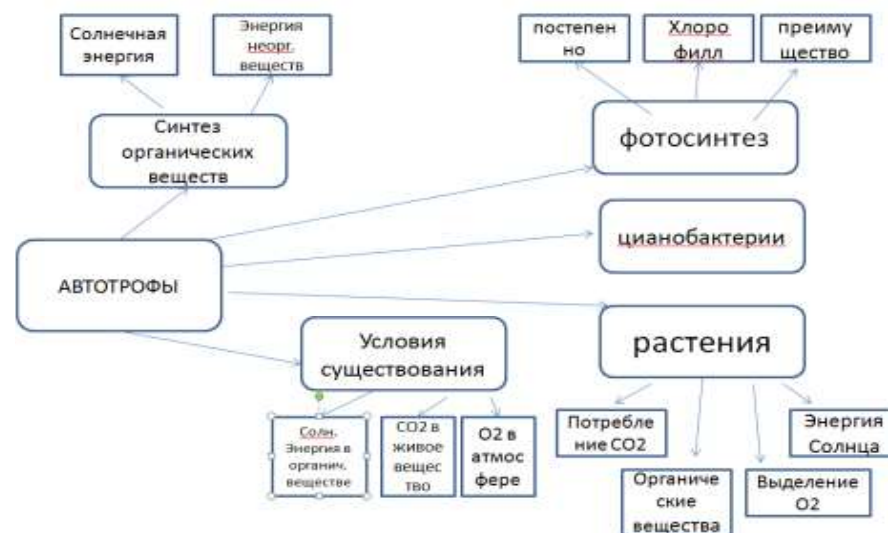 Солнечная
энергия
Энергия
неорг.
веществ
постепен
но
Хлоро
филл
преиму
щество
Синтез
органических
веществ
фотосинтез
цианобактерии
АВТОТРОФЫ
Условия
существования
растения
Солн.
Энергия в
органич.
веществе
СО2 в
живое
вещес
тво
О2 в
атмос
фере
Потребле
ние СО2
Энергия
Солнца
Органиче
ские
вещества
Выделение
О2